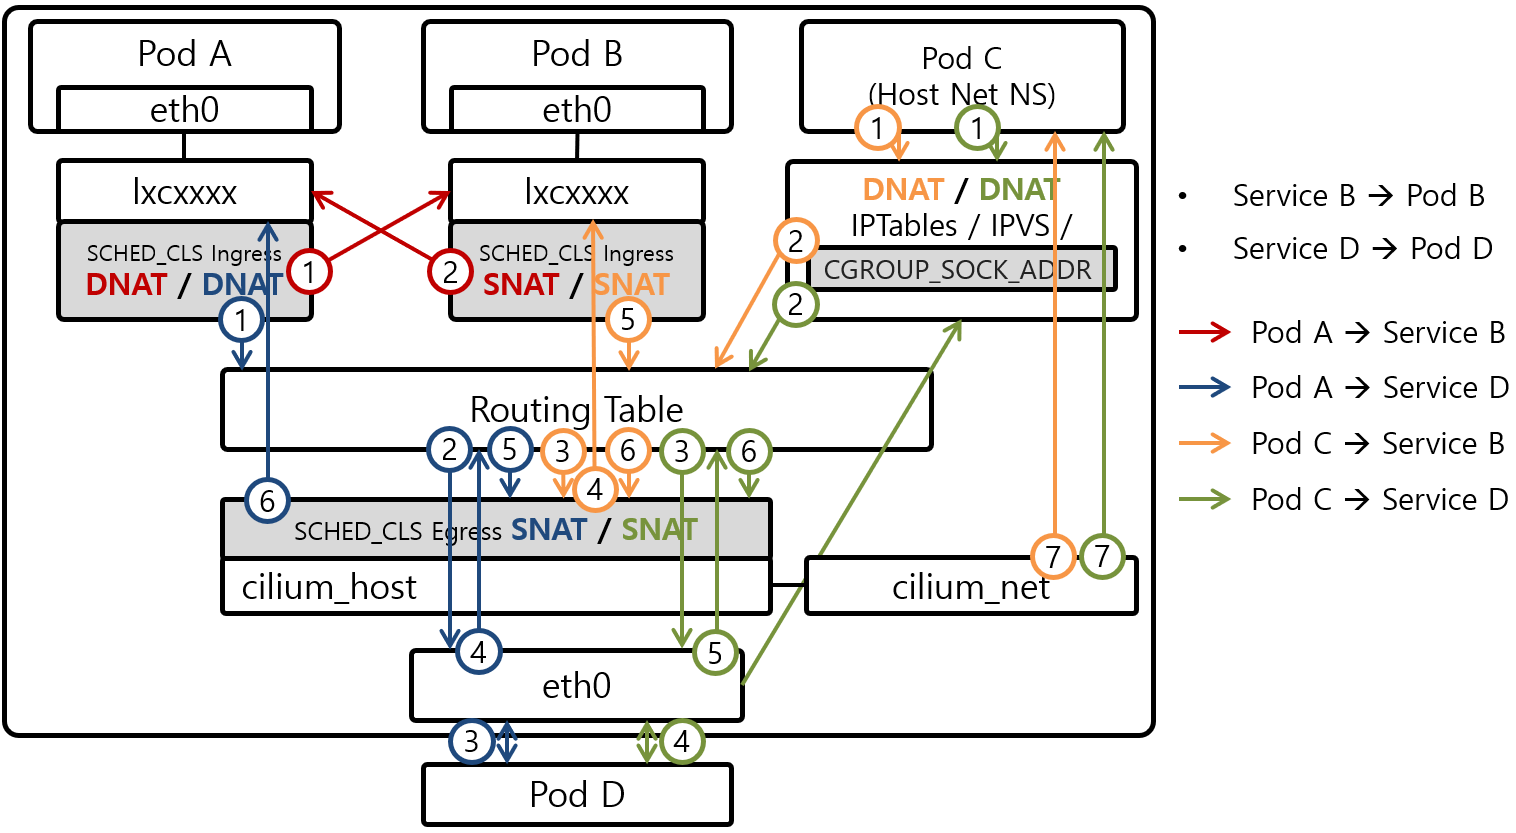 Pod A
Pod B
Pod C
(Host Net NS)
eth0
eth0
1
1
lxcxxxx
lxcxxxx
DNAT / DNAT
IPTables / IPVS /
CGROUP_SOCK_ADDR
2
2
SCHED_CLS Ingress
DNAT / DNAT
1
1
SCHED_CLS Ingress
SNAT / SNAT
2
5
Routing Table
2
5
3
6
3
6
4
6
SCHED_CLS Egress SNAT / SNAT
cilium_host
cilium_net
7
7
4
5
eth0
3
4
Pod D
• Service B → Pod B
• Service D → Pod D
Pod A → Service B
Pod A → Service D
Pod C → Service B
Pod C → Service D